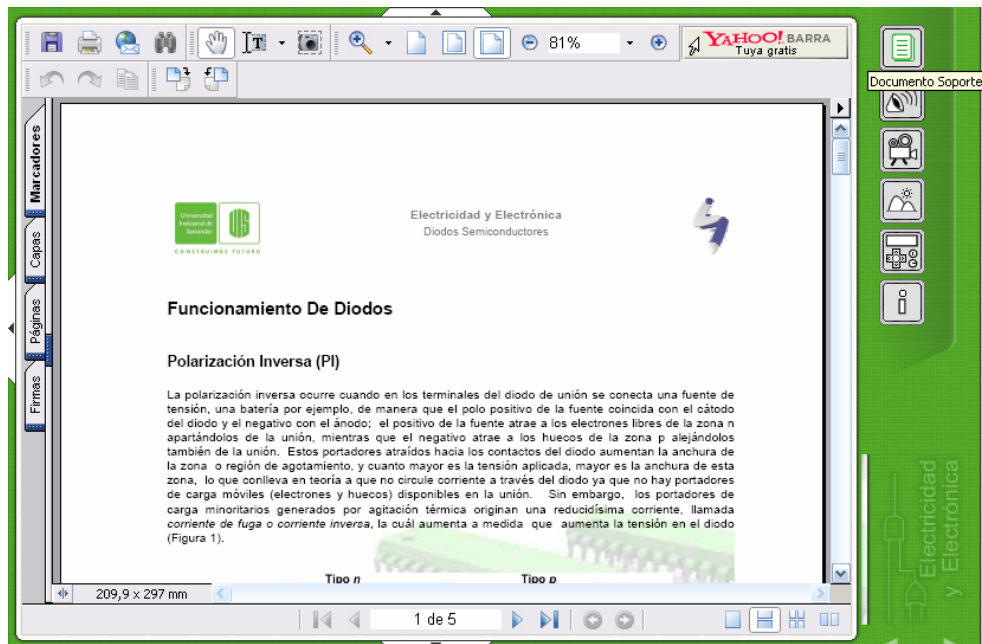 81%
YAHOO! BARRA
Tuya gratis
Documento Soporte
Marcadores
Capas
Páginas
Firmas
Universidad
Industrial de
Santander
UIS
CONSTRUIMOS FUTURO
Electricidad y Electrónica
Diodos Semiconductores
Funcionamiento De Diodos
Polarización Inversa (PI)
La polarización inversa ocurre cuando en los terminales del diodo de unión se conecta una fuente de
tensión, una batería por ejemplo, de manera que el polo positivo de la fuente coincida con el cátodo
del diodo y el negativo con el ánodo; el positivo de la fuente atrae a los electrones libres de la zona n
apartándolos de la unión, mientras que el negativo atrae a los huecos de la zona p alejándolos
también de la unión. Estos portadores atraídos hacia los contactos del diodo aumentan la anchura de
la zona o región de agotamiento, y cuanto mayor es la tensión aplicada, mayor es la anchura de esta
zona, lo que conlleva en teoría a que no circule corriente a través del diodo ya que no hay portadores
de carga móviles (electrones y huecos) disponibles en la unión. Sin embargo, los portadores de
carga minoritarios generados por agitación térmica originan una reducidísima corriente, llamada
corriente de fuga o corriente inversa, la cuál aumenta a medida que aumenta la tensión en el diodo
(Figura 1).
Tipo n Tipo p
209,9 x 297 mm
1 de 5
Electricidad
y Electrónica